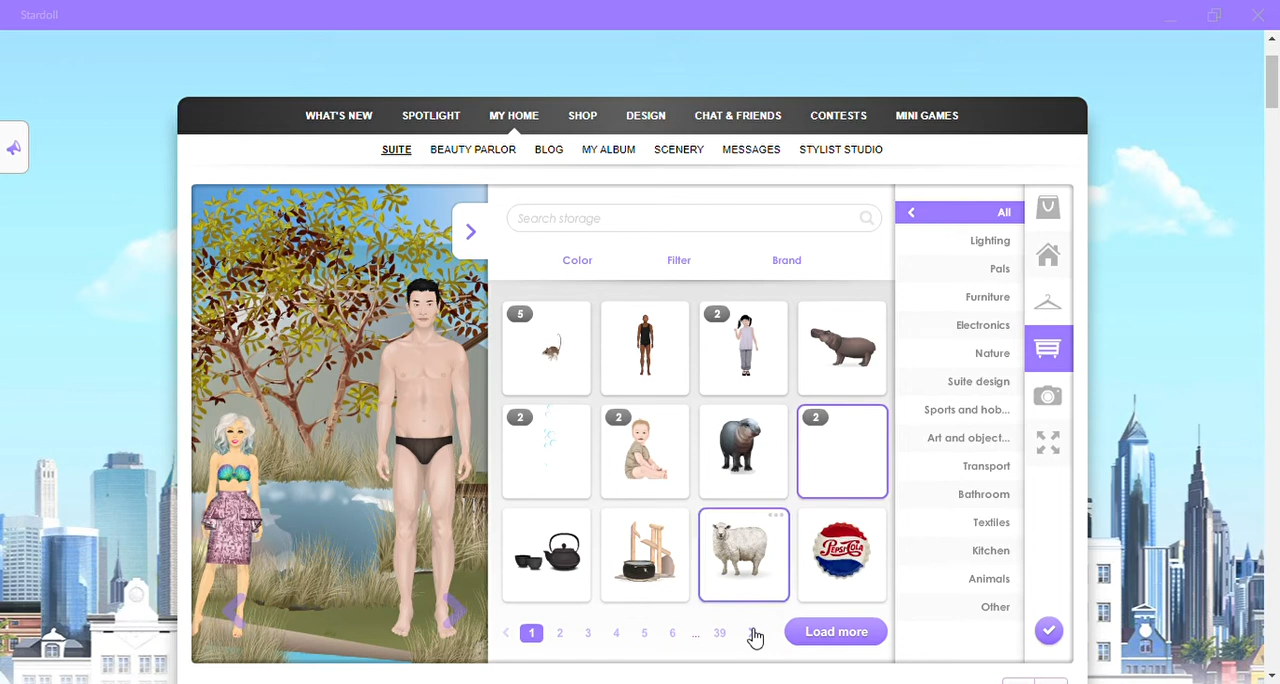 Stardoll
WHAT'S NEW SPOTLIGHT MY HOME SHOP DESIGN CHAT & FRIENDS CONTESTS MINI GAMES
SUITE BEAUTY PARLOR BLOG MY ALBUM SCENERY MESSAGES STYLIST STUDIO
Search storage
Color Filter Brand
All
Lighting
Pals
Furniture
Electronics
Nature
Suite design
Sports and hob...
Art and object...
Transport
Bathroom
Textiles
Kitchen
Animals
Other
5 2
2 2 2
PEPSI-COLA
1 2 3 4 5 6 ... 39
Load more